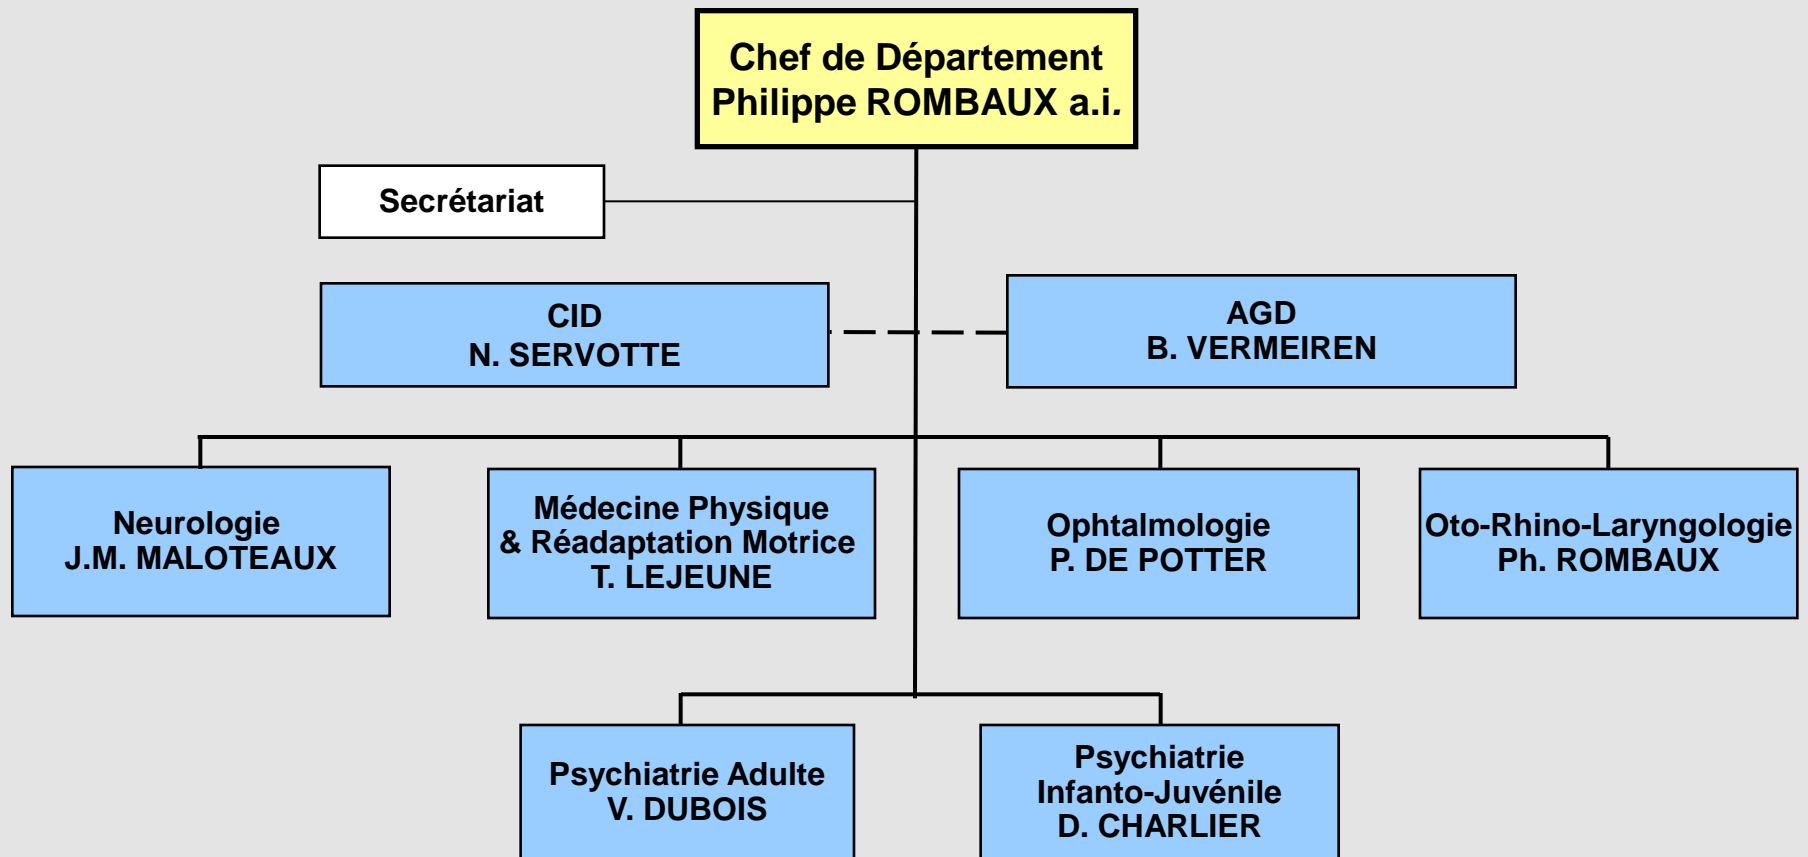 Chef de Département
Philippe ROMBAUX a.i.
Secrétariat
CID
N. SERVOTTE
AGD
B. VERMEIREN
Neurologie
J.M. MALOTEAUX
Médecine Physique
& Réadaptation Motrice
T. LEJEUNE
Ophtalmologie
P. DE POTTER
Oto-Rhino-Laryngologie
Ph. ROMBAUX
Psychiatrie Adulte
V. DUBOIS
Psychiatrie
Infanto-Juvénile
D. CHARLIER